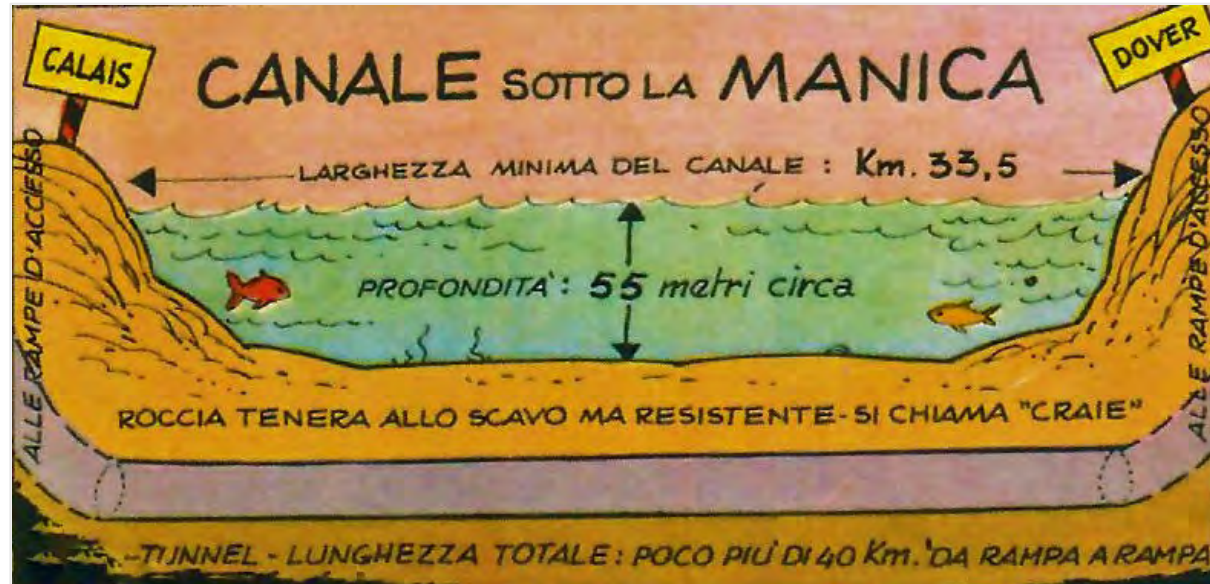 CALAIS
DOVER
CANALE SOTTO LA MANICA
LARGHEZZA MINIMA DEL CANALE : Km. 33,5
PROFONDITA': 55 metri circa
ALLE RAMPE D'ACCESSO
ALLE RAMPE D'ACCESSO
ROCCIA TENERA ALLO SCAVO MA RESISTENTE - SI CHIAMA "CRAIE"
TUNNEL - LUNGHEZZA TOTALE: POCO PIU' DI 40 Km. DA RAMPA A RAMPA